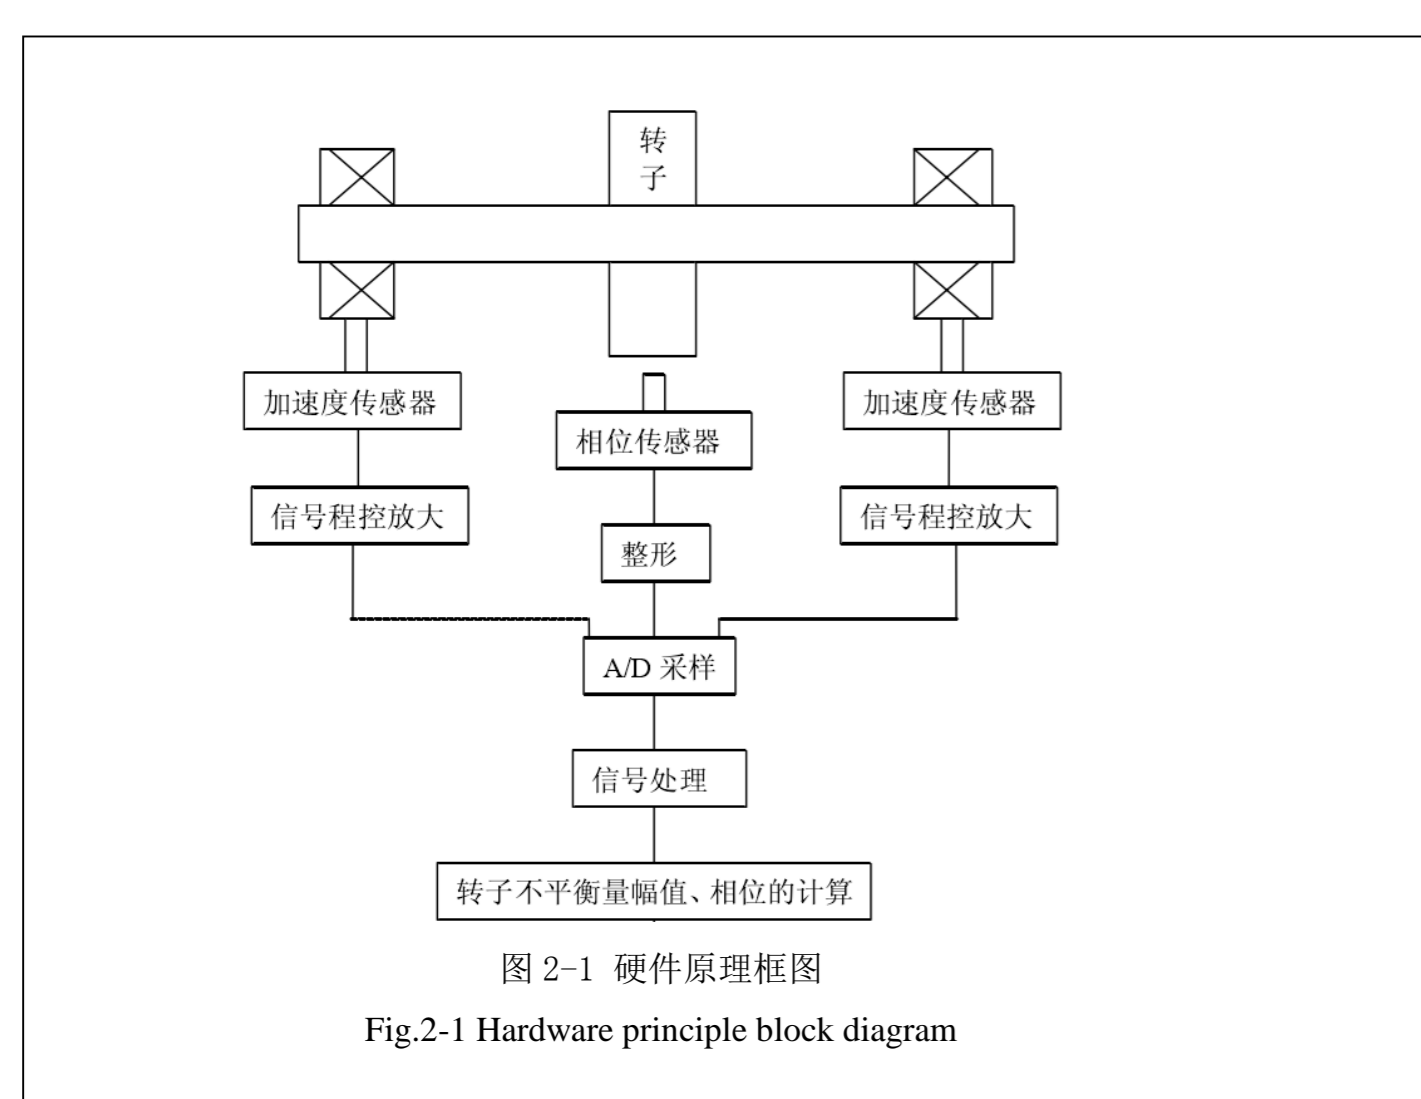 转
子
加速度传感器
加速度传感器
相位传感器
信号程控放大
信号程控放大
整形
A/D 采样
信号处理
转子不平衡量幅值、相位的计算
图 2-1 硬件原理框图
Fig.2-1 Hardware principle block diagram